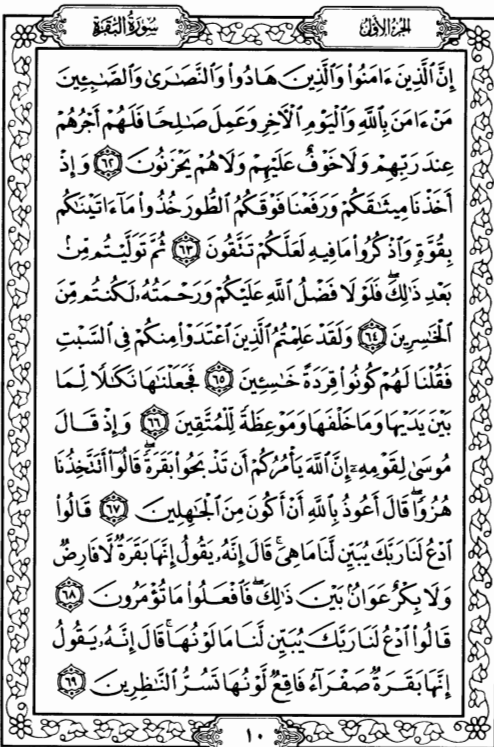 سُورَةُ البَقَرَةِ الجُزْءُ الأَوَّلُ
إِنَّ ٱلَّذِينَ ءَامَنُوا۟ وَٱلَّذِينَ هَادُوا۟ وَٱلنَّصَـٰرَىٰ وَٱلصَّـٰبِـِٔينَ
مَنْ ءَامَنَ بِٱللَّهِ وَٱلْيَوْمِ ٱلْـَٔاخِرِ وَعَمِلَ صَـٰلِحًا فَلَهُمْ أَجْرُهُمْ
عِندَ رَبِّهِمْ وَلَا خَوْفٌ عَلَيْهِمْ وَلَا هُمْ يَحْزَنُونَ ٦٢ وَإِذْ
أَخَذْنَا مِيثَـٰقَكُمْ وَرَفَعْنَا فَوْقَكُمُ ٱلطُّورَ خُذُوا۟ مَآ ءَاتَيْنَـٰكُم
بِقُوَّةٍ وَٱذْكُرُوا۟ مَا فِيهِ لَعَلَّكُمْ تَتَّقُونَ ٦٣ ثُمَّ تَوَلَّيْتُم مِّنۢ
بَعْدِ ذَٰلِكَ ۖ فَلَوْلَا فَضْلُ ٱللَّهِ عَلَيْكُمْ وَرَحْمَتُهُۥ لَكُنتُم مِّنَ
ٱلْخَـٰسِرِينَ ٦٤ وَلَقَدْ عَلِمْتُمُ ٱلَّذِينَ ٱعْتَدَوْا۟ مِنكُمْ فِى ٱلسَّبْتِ
فَقُلْنَا لَهُمْ كُونُوا۟ قِرَدَةً خَـٰسِـِٔينَ ٦٥ فَجَعَلْنَـٰهَا نَكَـٰلًا لِّمَا
بَيْنَ يَدَيْهَا وَمَا خَلْفَهَا وَمَوْعِظَةً لِّلْمُتَّقِينَ ٦٦ وَإِذْ قَالَ
مُوسَىٰ لِقَوْمِهِۦٓ إِنَّ ٱللَّهَ يَأْمُرُكُمْ أَن تَذْبَحُوا۟ بَقَرَةً ۖ قَالُوٓا۟ أَتَتَّخِذُنَا
هُزُوًا ۖ قَالَ أَعُوذُ بِٱللَّهِ أَنْ أَكُونَ مِنَ ٱلْجَـٰهِلِينَ ٦٧ قَالُوا۟
ٱدْعُ لَنَا رَبَّكَ يُبَيِّن لَّنَا مَا هِىَ ۚ قَالَ إِنَّهُۥ يَقُولُ إِنَّهَا بَقَرَةٌ لَّا فَارِضٌ
وَلَا بِكْرٌ عَوَانٌۢ بَيْنَ ذَٰلِكَ ۖ فَٱفْعَلُوا۟ مَا تُؤْمَرُونَ ٦٨
قَالُوا۟ ٱدْعُ لَنَا رَبَّكَ يُبَيِّن لَّنَا مَا لَوْنُهَا ۚ قَالَ إِنَّهُۥ يَقُولُ
إِنَّهَا بَقَرَةٌ صَفْرَآءُ فَاقِعٌ لَّوْنُهَا تَسُرُّ ٱلنَّـٰظِرِينَ ٦٩
١٠